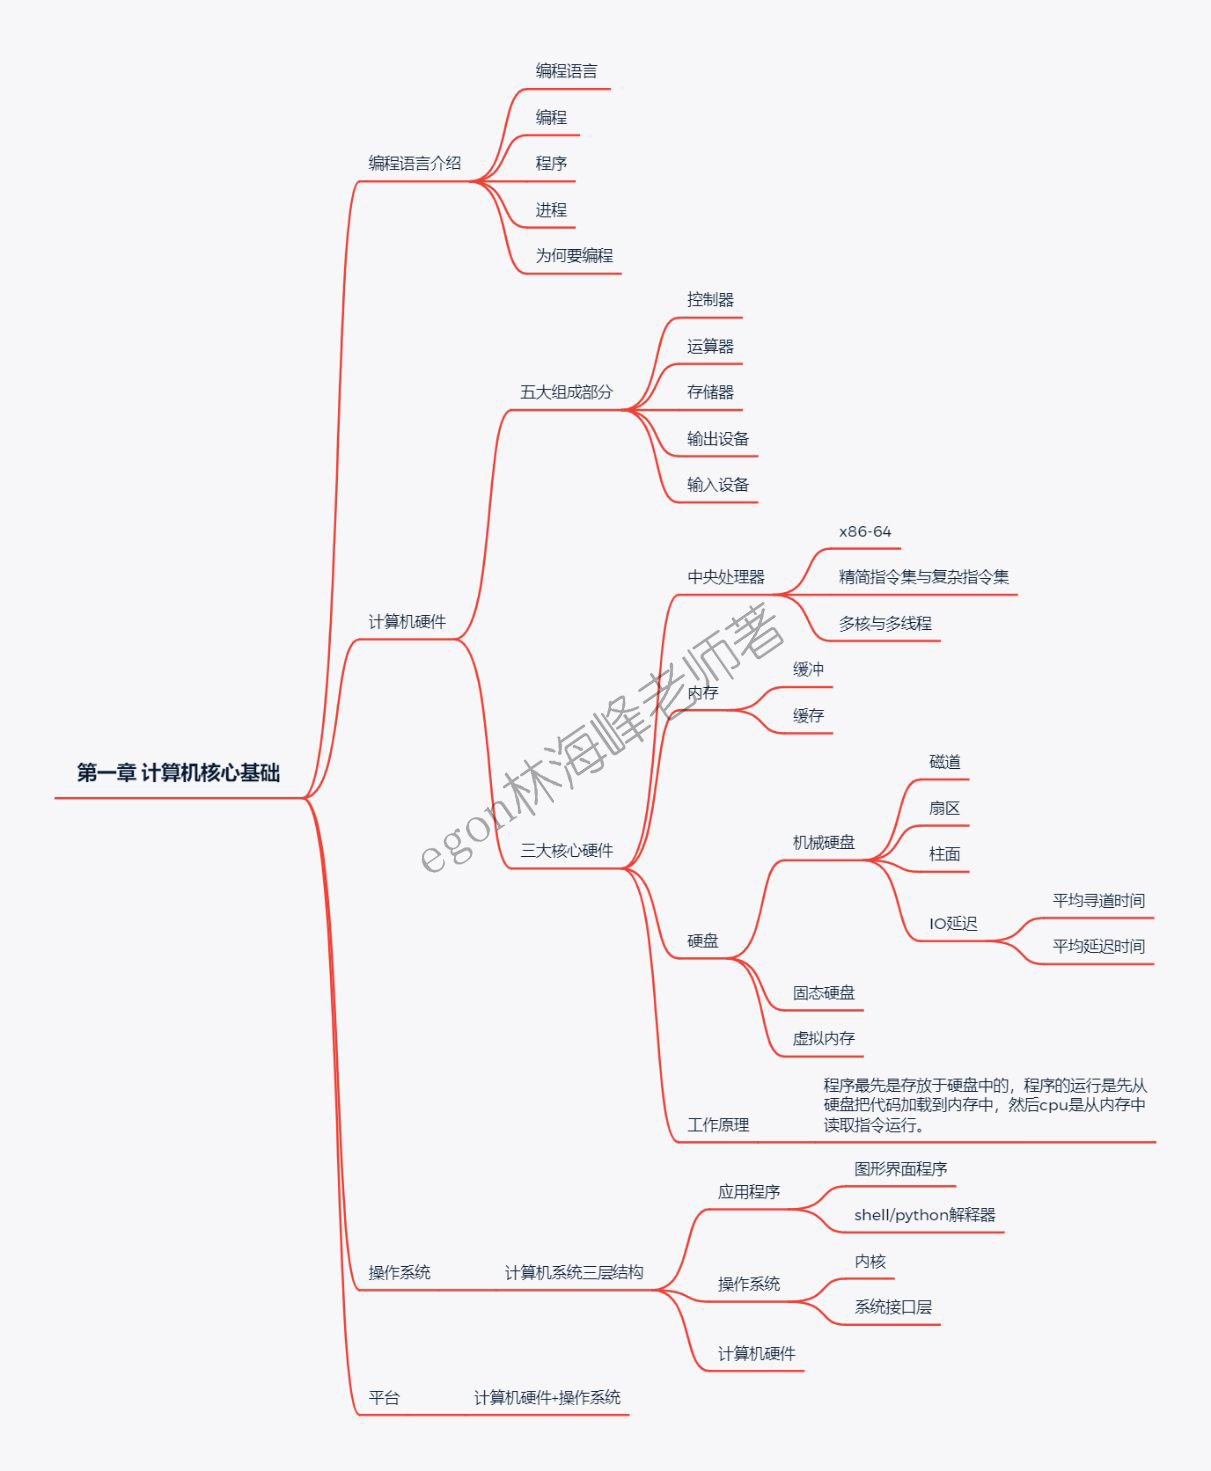 编程语言
编程
编程语言介绍
程序
进程
为何要编程
控制器
运算器
五大组成部分
存储器
输出设备
输入设备
x86-64
中央处理器
精简指令集与复杂指令集
计算机硬件
多核与多线程
缓冲
内存
缓存
磁道
第一章 计算机核心基础
扇区
机械硬盘
三大核心硬件
柱面
平均寻道时间
IO延迟
硬盘
平均延迟时间
固态硬盘
虚拟内存
程序最先是存放于硬盘中的，程序的运行是先从
硬盘把代码加载到内存中，然后cpu是从内存中
读取指令运行。
工作原理
图形界面程序
应用程序
shell/python解释器
内核
操作系统
计算机系统三层结构
操作系统
系统接口层
计算机硬件
平台
计算机硬件+操作系统
egon林海峰老师著